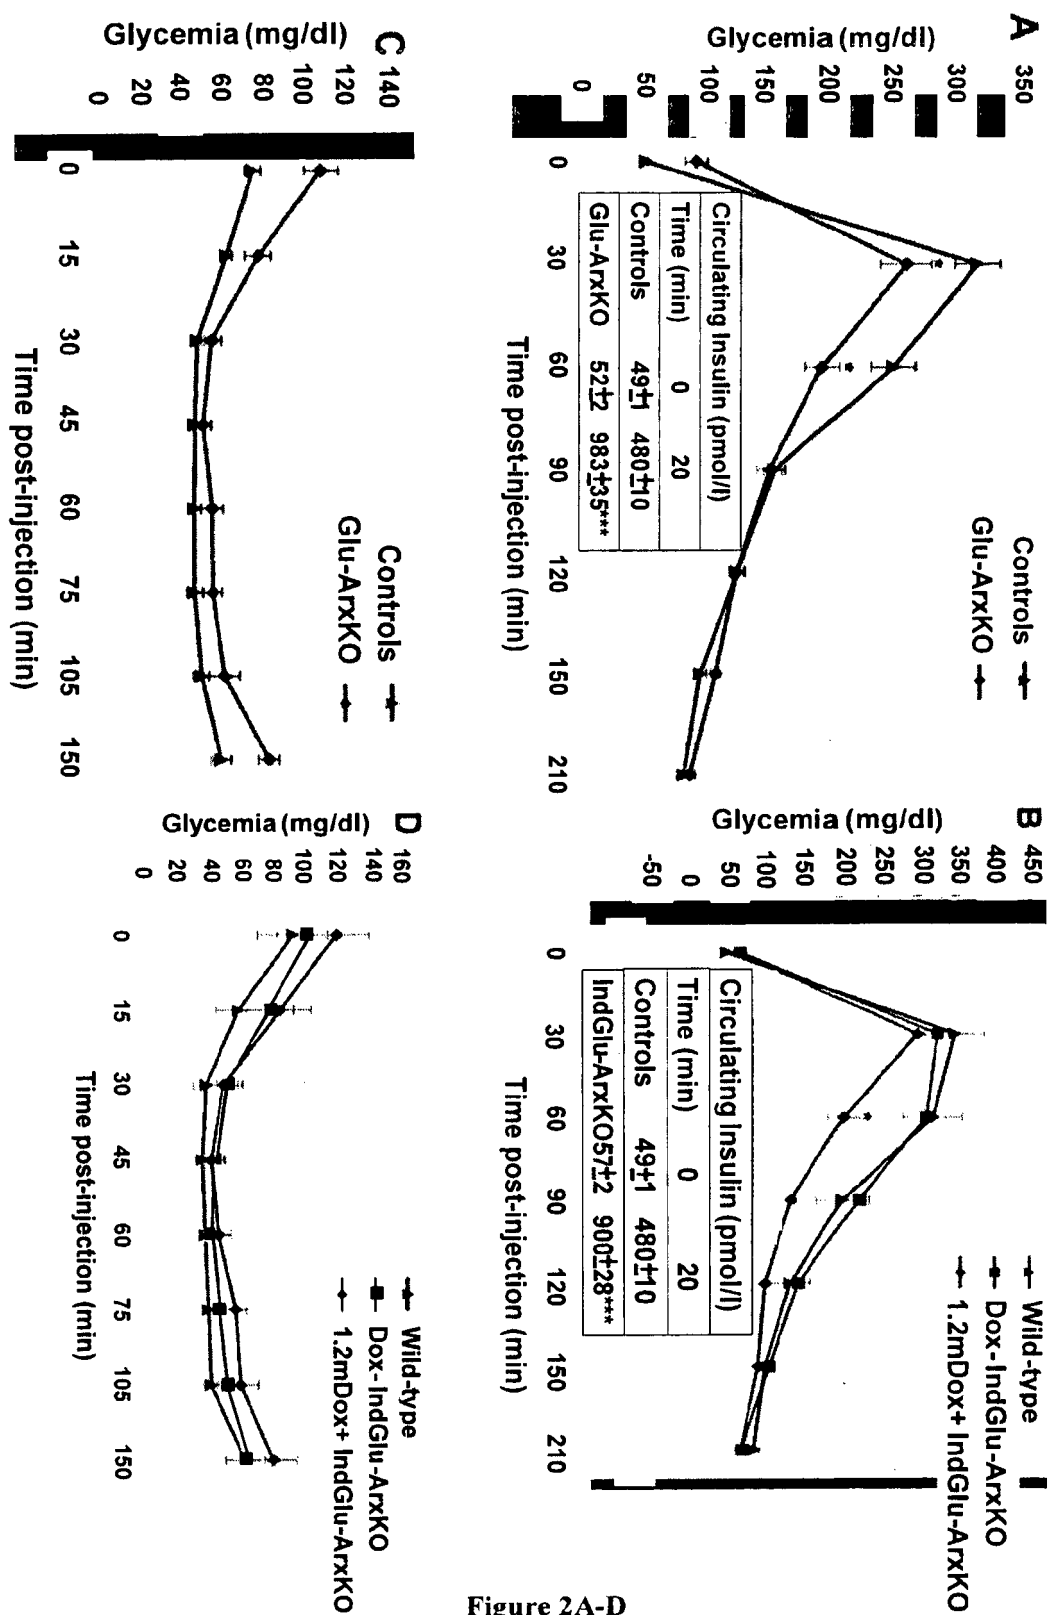 A
Glycemia (mg/dl)
350
300
250
200
150
100
50
0
0 30 60 90 120 150 210
Time post-injection (min)
Controls
Glu-ArxKO
Circulating Insulin (pmol/l)
Time (min) 0 20
Controls 49±1 480±10
Glu-ArxKO 52±2 983±35***
B
Glycemia (mg/dl)
450
400
350
300
200
150
100
50
0
-50
0 30 60 90 120 150 210
Time post-injection (min)
Wild-type
Dox- IndGlu-ArxKO
1.2mDox+ IndGlu-ArxKO
Circulating Insulin (pmol/l)
Time (min) 0 20
Controls 49±1 480±10
IndGlu-ArxKO57±2 900±28***
C
Glycemia (mg/dl)
140
120
100
80
60
40
20
0
0 15 30 45 60 75 105 150
Time post-injection (min)
Controls
Glu-ArxKO
D
Glycemia (mg/dl)
160
140
120
100
80
60
40
20
0
0 15 30 45 60 75 105 150
Time post-injection (min)
Wild-type
Dox- IndGlu-ArxKO
1.2mDox+ IndGlu-ArxKO
Figure 2A-D